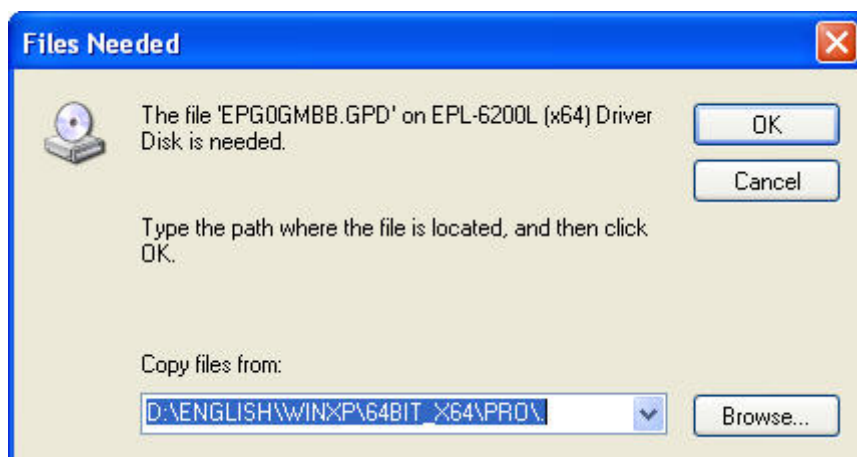 Files Needed
The file 'EPG0GMBB.GPD' on EPL-6200L (x64) Driver
Disk is needed.
OK
Cancel
Type the path where the file is located, and then click
OK.
Copy files from:
D:\ENGLISH\WINXP\64BIT_X64\PRO\.
Browse...